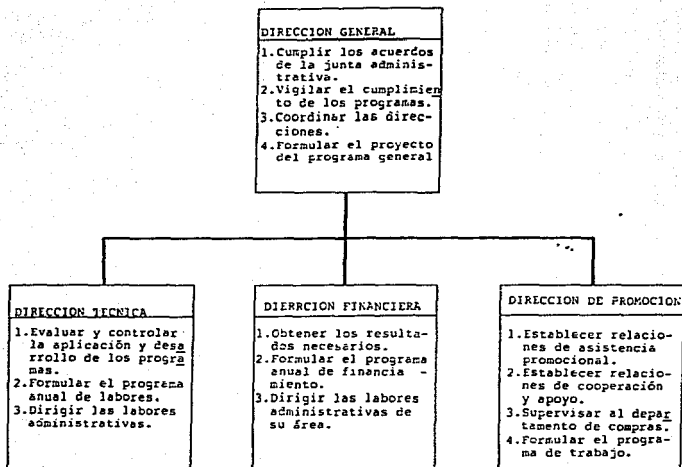 DIRECCION GENERAL
1.Cumplir los acuerdos
de la junta adminis-
trativa.
2.Vigilar el cumplimien
to de los programas.
3.Coordinar las direc-
ciones.
4.Formular el proyecto
del programa general
DIRECCION TECNICA
1.Evaluar y controlar
la aplicación y desa
rrollo de los progra
mas.
2.Formular el programa
anual de labores.
3.Dirigir las labores
administrativas.
DIERRCION FINANCIERA
1.Obtener los resulta-
dos necesarios.
2.Formular el programa
anual de financia -
miento.
3.Dirigir las labores
administrativas de
su área.
DIRECCION DE PROMOCION
1.Establecer relacio-
nes de asistencia
promocional.
2.Establecer relacio-
nes de cooperación
y apoyo.
3.Supervisar al depar
tamento de compras.
4.Formular el progra-
ma de trabajo.